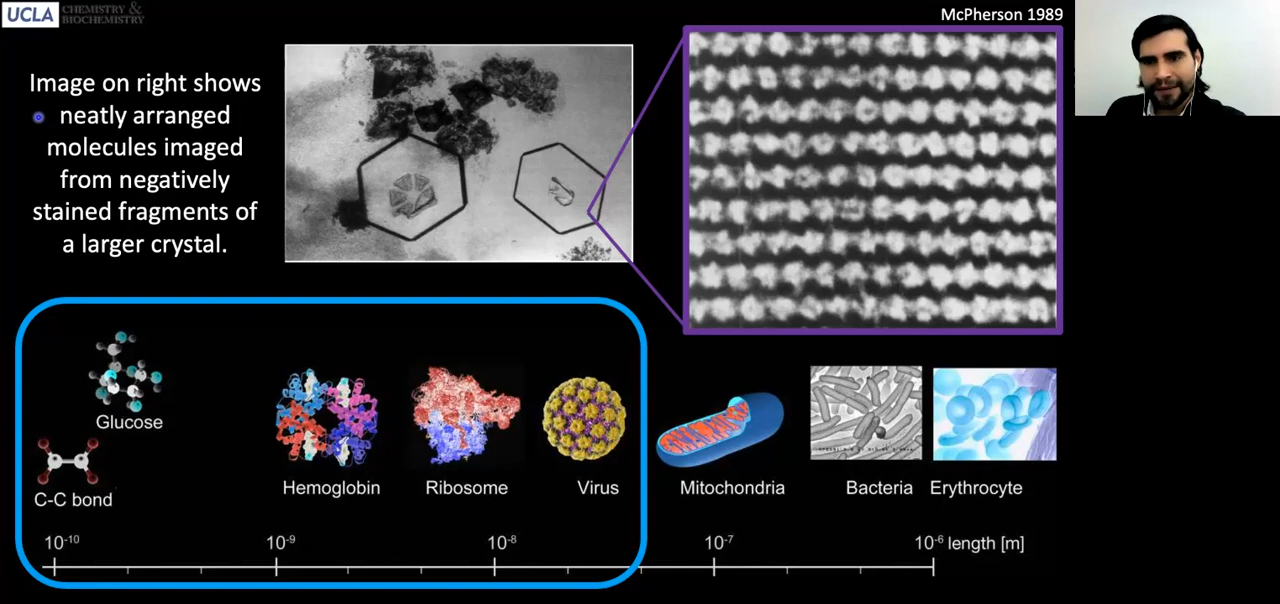 UCLA CHEMISTRY &
BIOCHEMISTRY
McPherson 1989
Image on right shows
neatly arranged
molecules imaged
from negatively
stained fragments of
a larger crystal.
Glucose
C-C bond
Hemoglobin
Ribosome
Virus
Mitochondria
Bacteria
Erythrocyte
10⁻¹⁰ 10⁻⁹ 10⁻⁸ 10⁻⁷ 10⁻⁶ length [m]